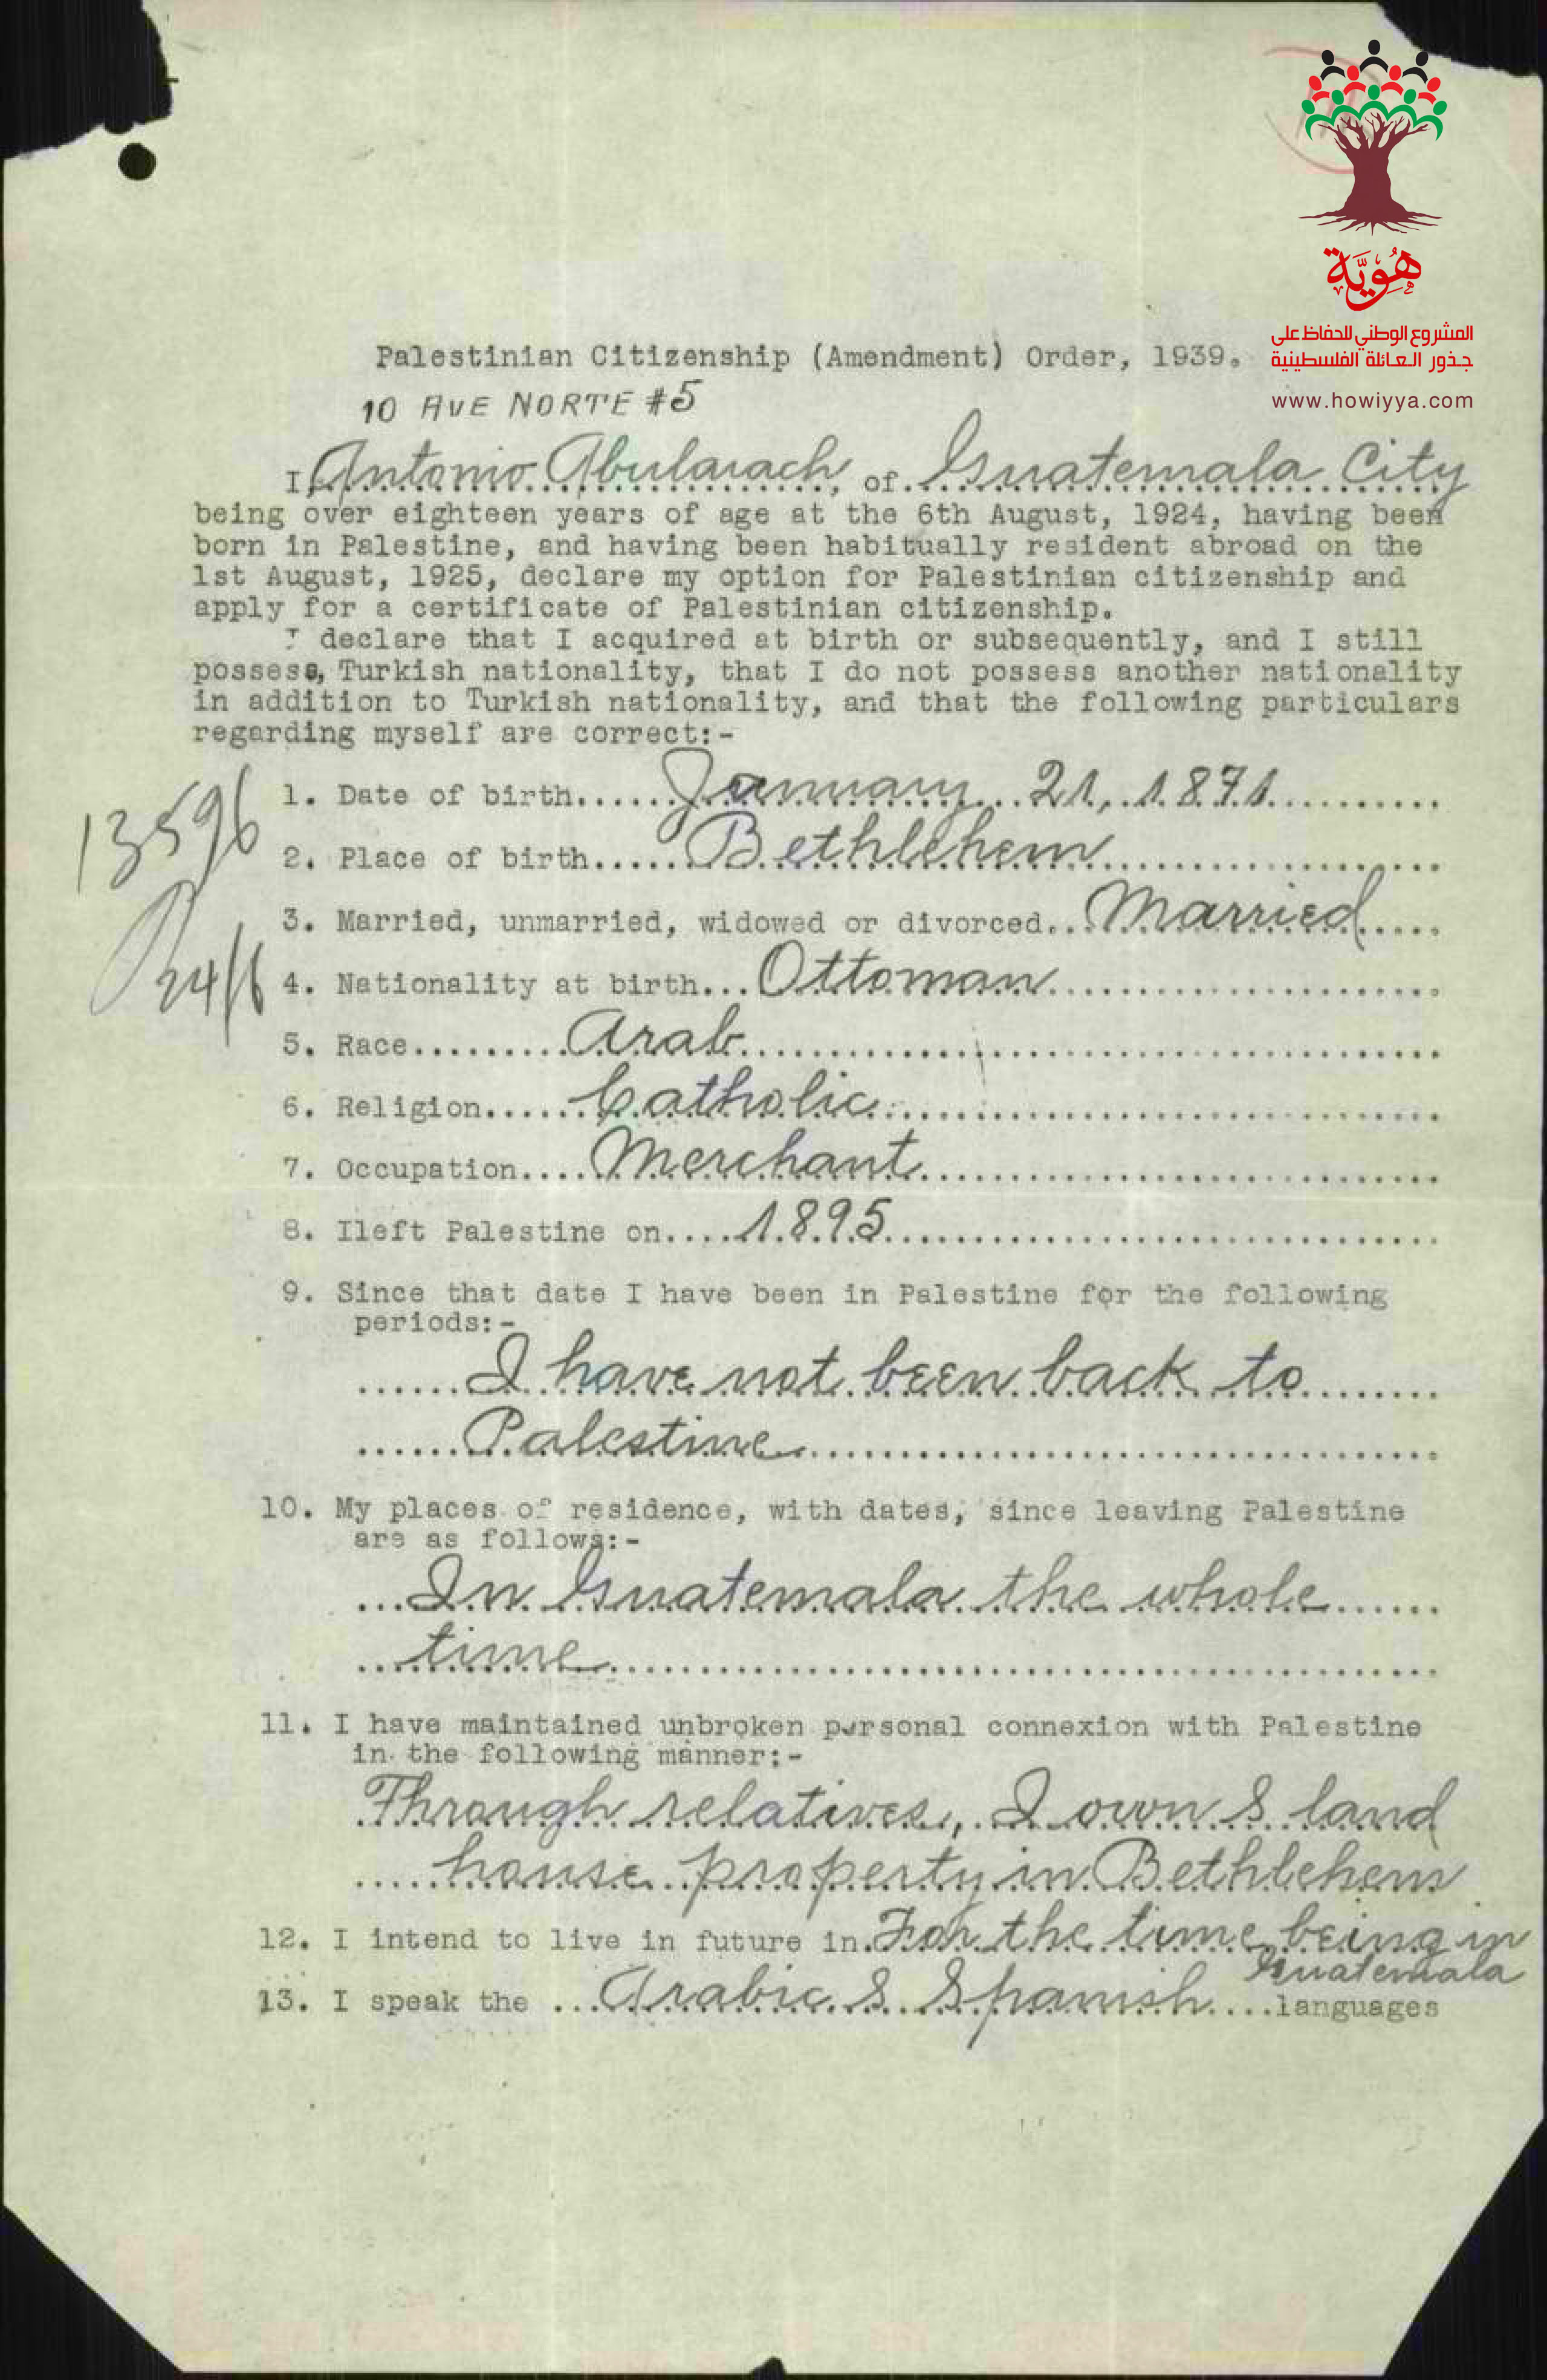 هُوِيَّة
المشروع الوطني للحفاظ على
جذور العائلة الفلسطينية
www.howiyya.com
Palestinian Citizenship (Amendment) Order, 1939.
10 AVE NORTE #5
I, Antonio Abularach, of Guatemala City
being over eighteen years of age at the 6th August, 1924, having been
born in Palestine, and having been habitually resident abroad on the
1st August, 1925, declare my option for Palestinian citizenship and
apply for a certificate of Palestinian citizenship.
I declare that I acquired at birth or subsequently, and I still
possess, Turkish nationality, that I do not possess another nationality
in addition to Turkish nationality, and that the following particulars
regarding myself are correct:-
1. Date of birth......January 21, 1871..........
13596
2. Place of birth......Bethlehem..................
3. Married, unmarried, widowed or divorced...Married.....
24/6
4. Nationality at birth...Ottoman......................
5. Race.........Arab.......................................
6. Religion......Catholic...............................
7. Occupation....Merchant.............................
8. Ileft Palestine on.....1895..............................
9. Since that date I have been in Palestine for the following
periods:-
......I have not been back to........
......Palestine...................................
10. My places of residence, with dates, since leaving Palestine
are as follows:-
...In Guatemala the whole......
...time..............................................
11. I have maintained unbroken personal connexion with Palestine
in the following manner:-
Through relatives, I own & land
.....house property in Bethlehem
12. I intend to live in future in.For the time being in
Guatemala
13. I speak the ...Arabic & Spanish....languages